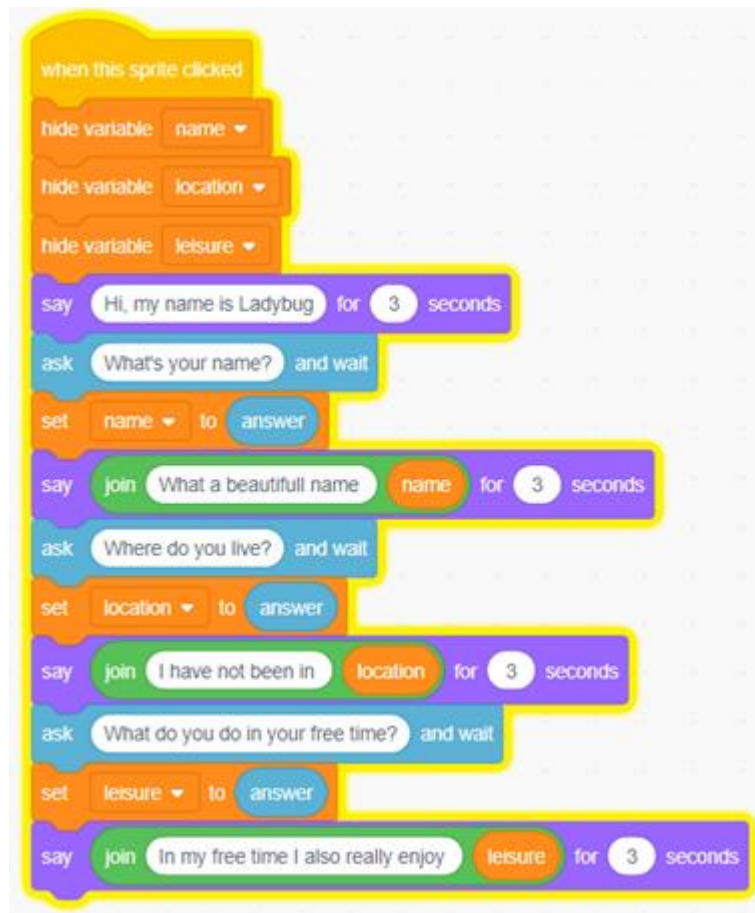 when this sprite clicked
hide variable name
hide variable location
hide variable leisure
say Hi, my name is Ladybug for 3 seconds
ask What's your name? and wait
set name to answer
say join What a beautifull name name for 3 seconds
ask Where do you live? and wait
set location to answer
say join I have not been in location for 3 seconds
ask What do you do in your free time? and wait
set leisure to answer
say join In my free time I also really enjoy leisure for 3 seconds